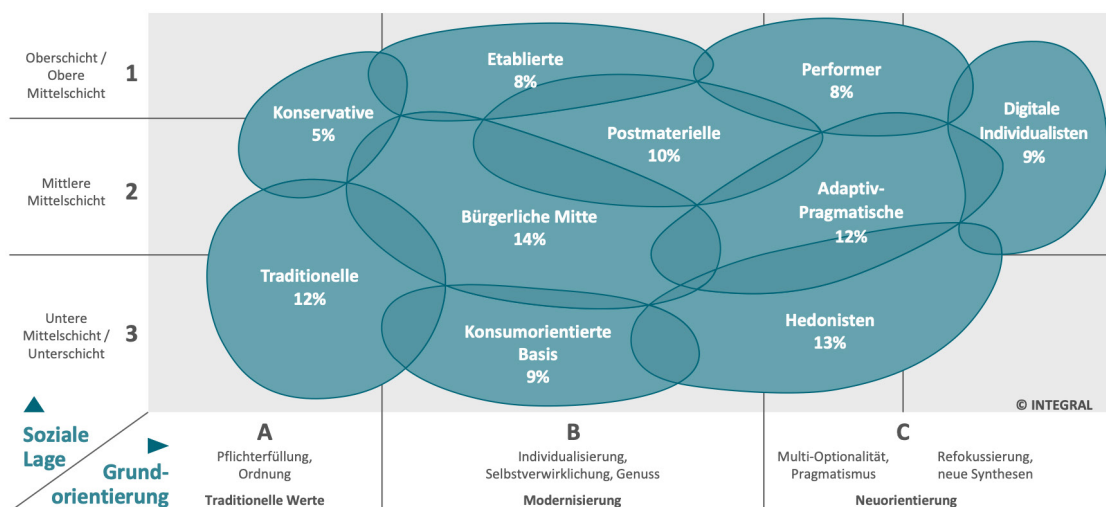 Oberschicht /
Obere
Mittelschicht
1
Mittlere
Mittelschicht
2
Untere
Mittelschicht /
Unterschicht
3
Konservative
5%
Etablierte
8%
Performer
8%
Digitale
Individualisten
9%
Postmaterielle
10%
Adaptiv-
Pragmatische
12%
Bürgerliche Mitte
14%
Traditionelle
12%
Konsumorientierte
Basis
9%
Hedonisten
13%
© INTEGRAL
Soziale
Lage
Grund-
orientierung
A
Pflichterfüllung,
Ordnung
Traditionelle Werte
B
Individualisierung,
Selbstverwirklichung, Genuss
Modernisierung
C
Multi-Optionalität,
Pragmatismus
Refokussierung,
neue Synthesen
Neuorientierung